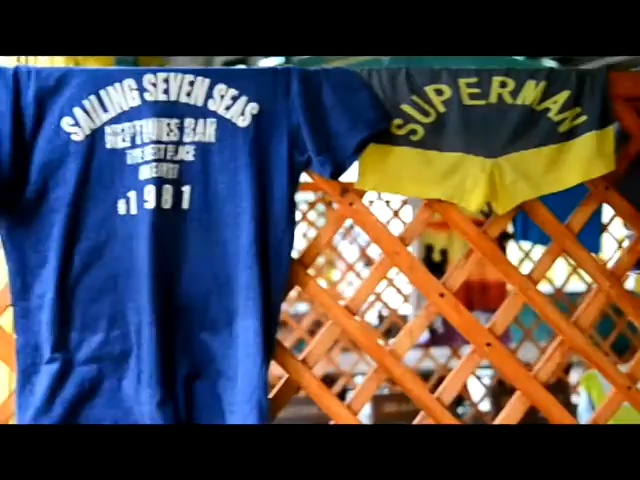 SAILING SEVEN SEAS
NEPTUNES BAR
THE BEST PLACE
1981
SUPERMAN